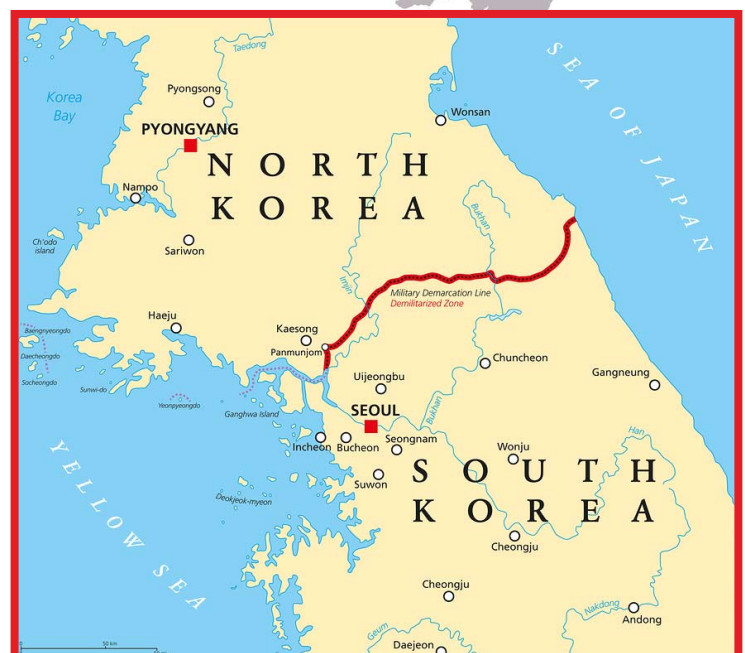 Taedong
SEA OF JAPAN
Pyongsong
Korea
Bay
Wonsan
PYONGYANG
NORTH
KOREA
Nampo
Bukhan
Ch'odo
island
Sariwon
Imjin
Military Demarcation Line
Demilitarized Zone
Haeju
Baengnyeongdo
Kaesong
Panmunjom
Daecheongdo
Chuncheon
Uijeongbu
Gangneung
Socheongdo
Sunwi-do
Yeonpyeongdo
Ganghwa Island
SEOUL
Bukhan
Han
Incheon
Bucheon
Seongnam
Wonju
SOUTH
KOREA
Suwon
YELLOW SEA
Deokjeok-myeon
Cheongju
Cheongju
Nakdong
Andong
Geum
Daejeon
0
50 km